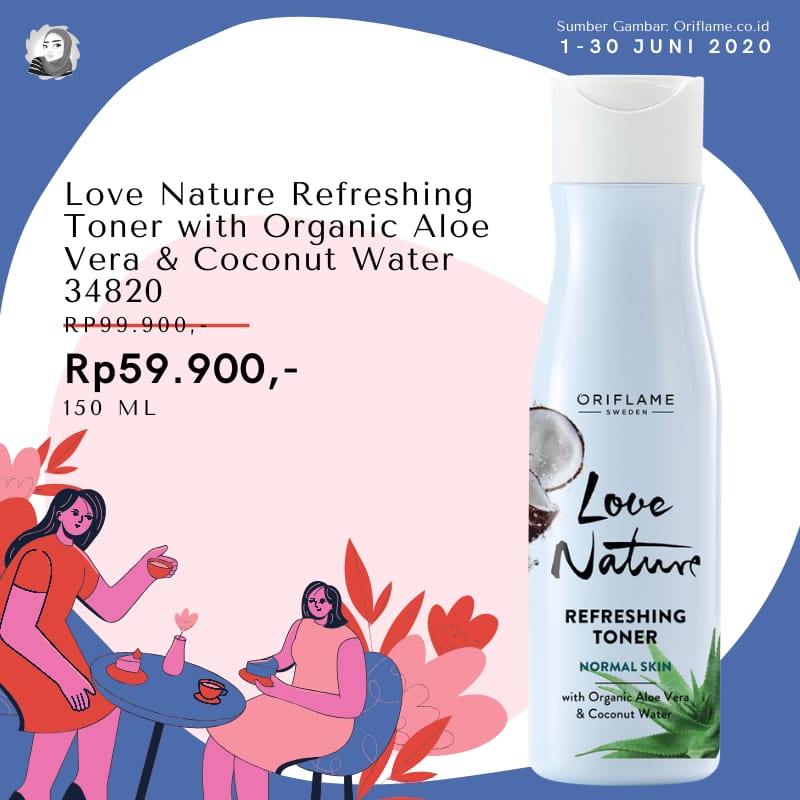 Sumber Gambar: Oriflame.co.id
1-30 JUNI 2020
Love Nature Refreshing
Toner with Organic Aloe
Vera & Coconut Water
34820
RP99.900,-
Rp59.900,-
150 ML
ORIFLAME
SWEDEN
Love
Nature
REFRESHING
TONER
NORMAL SKIN
with Organic Aloe Vera
& Coconut Water